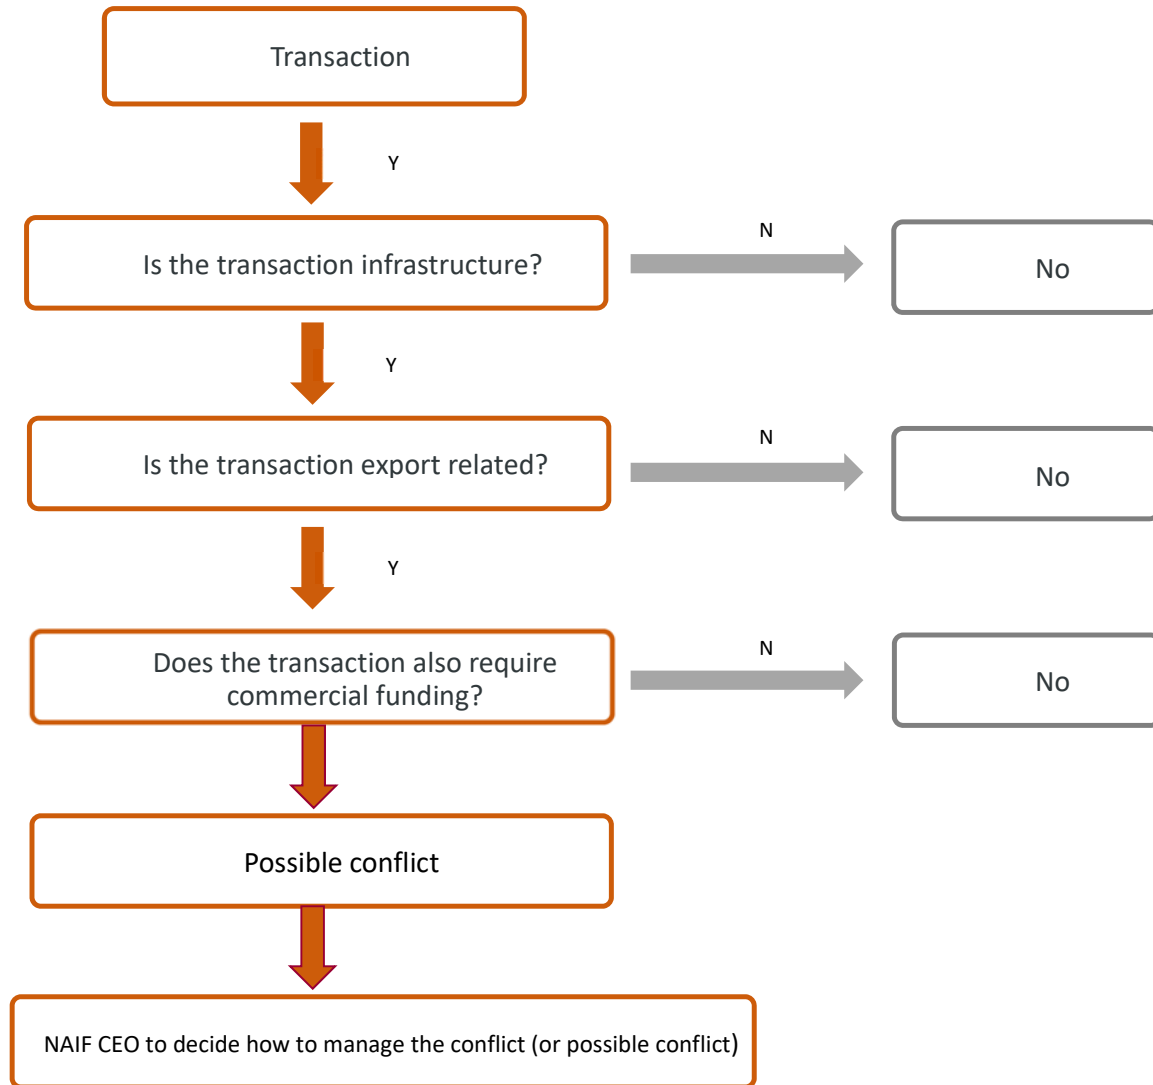 Transaction
Y
Is the transaction infrastructure?
N
No
Y
Is the transaction export related?
N
No
Y
Does the transaction also require
commercial funding?
N
No
Possible conflict
NAIF CEO to decide how to manage the conflict (or possible conflict)